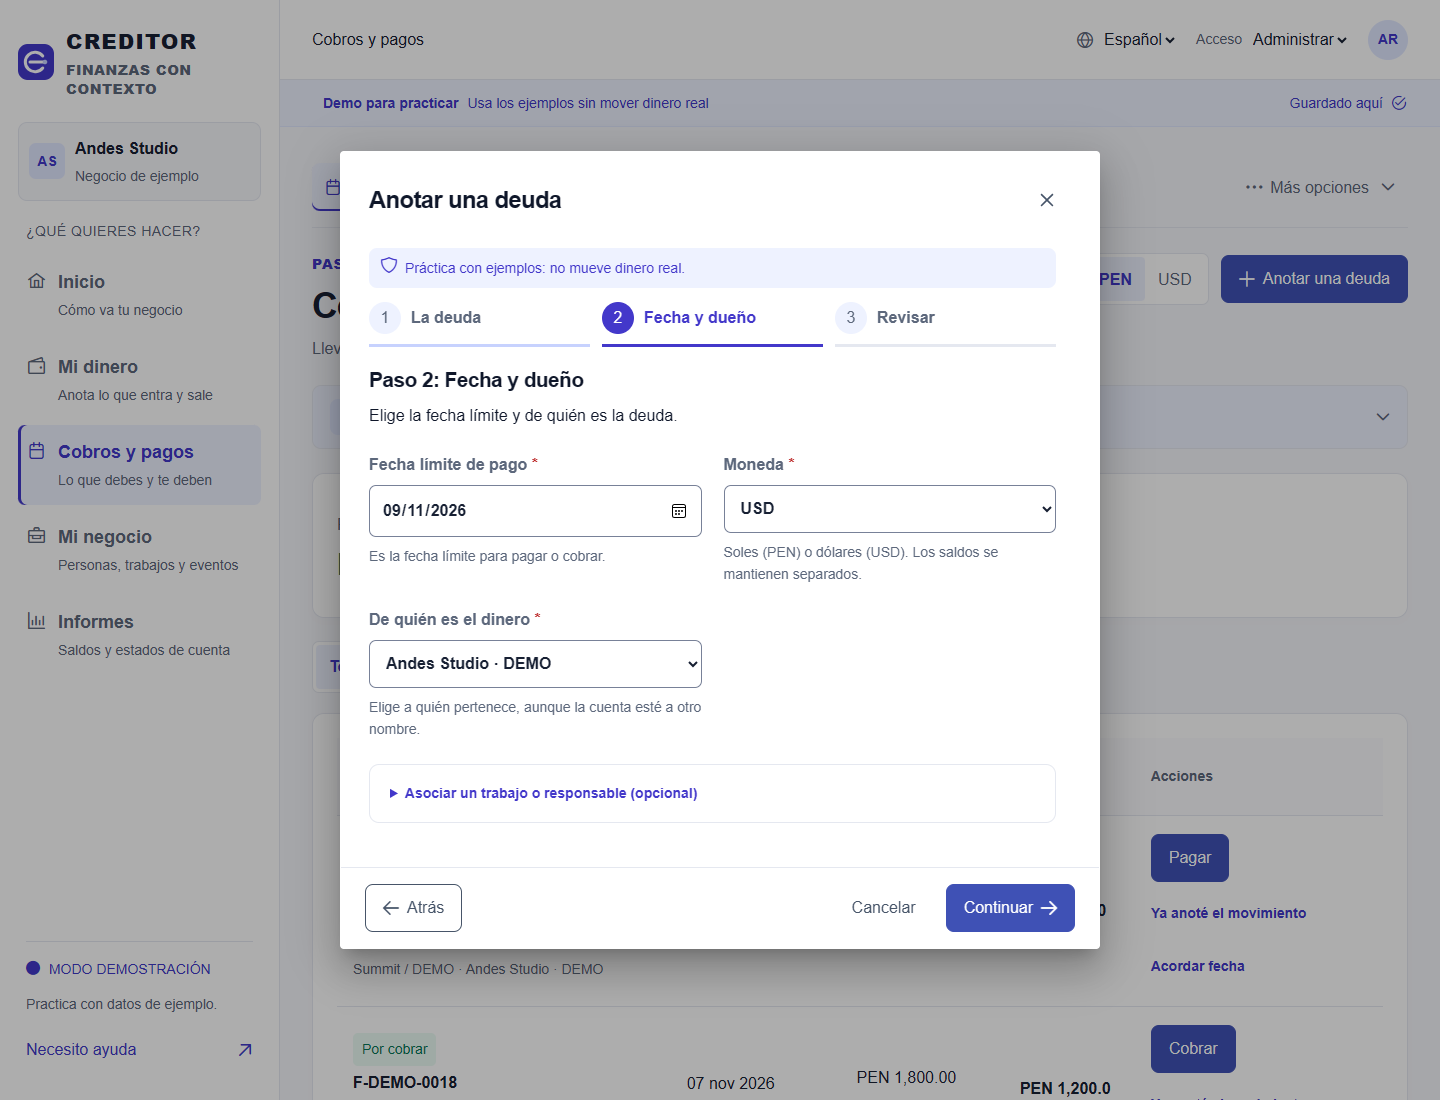 CREDITOR
FINANZAS CON
CONTEXTO
Cobros y pagos
Español
Acceso
Administrar
AR
Demo para practicar
Usa los ejemplos sin mover dinero real
Guardado aquí
AS
Andes Studio
Negocio de ejemplo
¿QUÉ QUIERES HACER?
Inicio
Cómo va tu negocio
Mi dinero
Anota lo que entra y sale
Cobros y pagos
Lo que debes y te deben
Mi negocio
Personas, trabajos y eventos
Informes
Saldos y estados de cuenta
MODO DEMOSTRACIÓN
Practica con datos de ejemplo.
Necesito ayuda
Más opciones
PEN
USD
Anotar una deuda
Anotar una deuda
Práctica con ejemplos: no mueve dinero real.
1 La deuda
2 Fecha y dueño
3 Revisar
Paso 2: Fecha y dueño
Elige la fecha límite y de quién es la deuda.
Fecha límite de pago *
09/11/2026
Es la fecha límite para pagar o cobrar.
Moneda *
USD
Soles (PEN) o dólares (USD). Los saldos se
mantienen separados.
De quién es el dinero *
Andes Studio · DEMO
Elige a quién pertenece, aunque la cuenta esté a otro
nombre.
Asociar un trabajo o responsable (opcional)
Atrás
Cancelar
Continuar
Acciones
Pagar
Ya anoté el movimiento
Acordar fecha
Summit / DEMO · Andes Studio · DEMO
Por cobrar
F-DEMO-0018
07 nov 2026
PEN 1,800.00
PEN 1,200.0
Cobrar